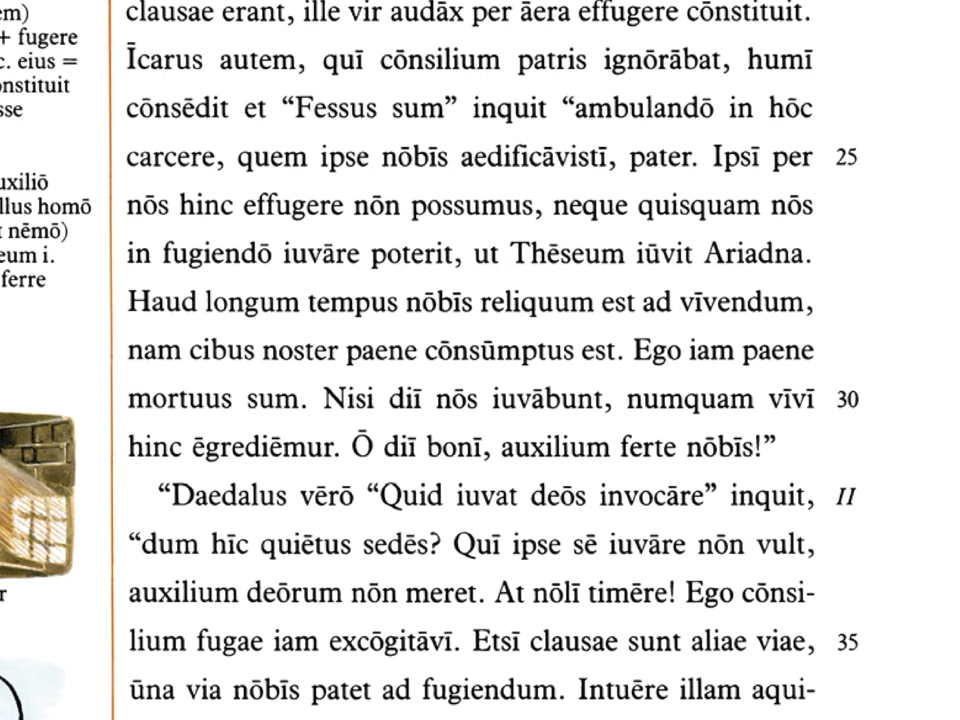 em)
+ fugere
c. eius =
onstituit
sse
uxiliō
llus homō
t nēmō)
eum i.
ferre
r
clausae erant, ille vir audāx per āera effugere cōnstituit.
Īcarus autem, quī cōnsilium patris ignōrābat, humī
cōnsēdit et “Fessus sum” inquit “ambulandō in hōc
carcere, quem ipse nōbīs aedificāvistī, pater. Ipsī per 25
nōs hinc effugere nōn possumus, neque quisquam nōs
in fugiendō iuvāre poterit, ut Thēseum iūvit Ariadna.
Haud longum tempus nōbīs reliquum est ad vīvendum,
nam cibus noster paene cōnsūmptus est. Ego iam paene
mortuus sum. Nisi diī nōs iuvābunt, numquam vīvī 30
hinc ēgrediēmur. Ō diī bonī, auxilium ferte nōbīs!”
“Daedalus vērō “Quid iuvat deōs invocāre” inquit, II
“dum hīc quiētus sedēs? Quī ipse sē iuvāre nōn vult,
auxilium deōrum nōn meret. At nōlī timēre! Ego cōnsi-
lium fugae iam excōgitāvī. Etsī clausae sunt aliae viae, 35
ūna via nōbīs patet ad fugiendum. Intuēre illam aqui-